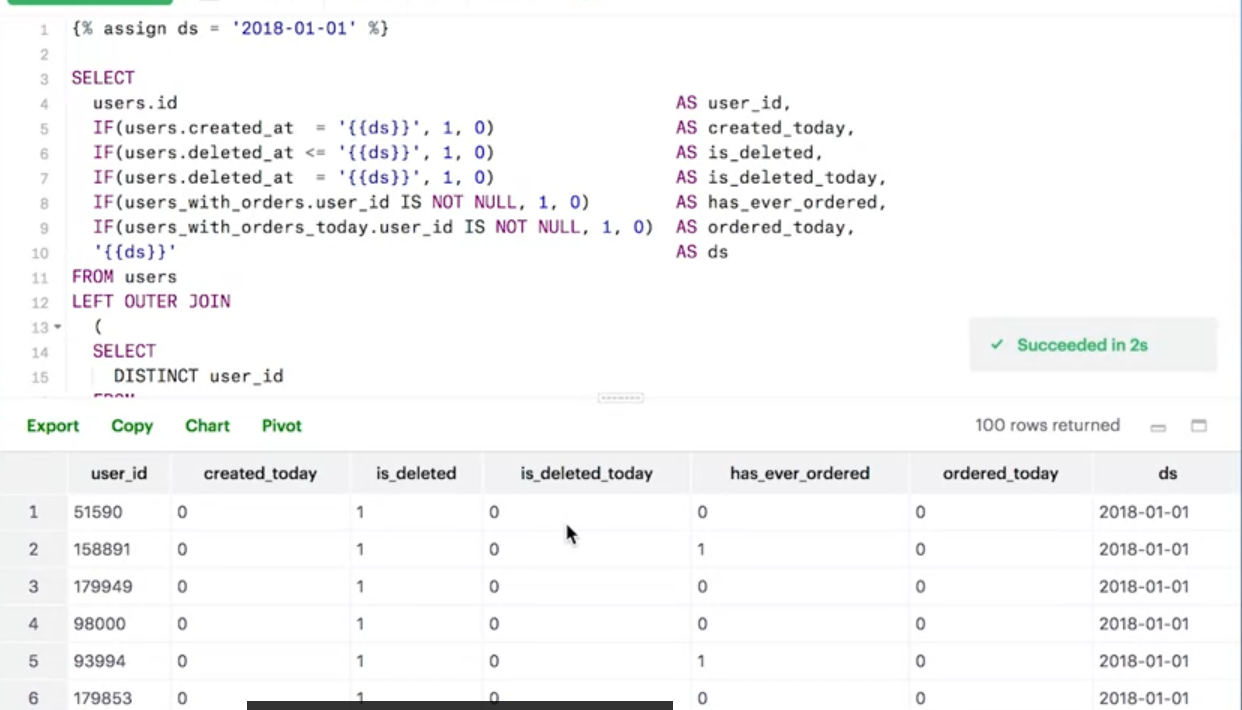 1 {% assign ds = '2018-01-01' %}
2
3 SELECT
4 users.id AS user_id,
5 IF(users.created_at = '{{ds}}', 1, 0) AS created_today,
6 IF(users.deleted_at <= '{{ds}}', 1, 0) AS is_deleted,
7 IF(users.deleted_at = '{{ds}}', 1, 0) AS is_deleted_today,
8 IF(users_with_orders.user_id IS NOT NULL, 1, 0) AS has_ever_ordered,
9 IF(users_with_orders_today.user_id IS NOT NULL, 1, 0) AS ordered_today,
10 '{{ds}}' AS ds
11 FROM users
12 LEFT OUTER JOIN
13 (
14 SELECT
15 DISTINCT user_id
✓ Succeeded in 2s
Export Copy Chart Pivot 100 rows returned
user_id created_today is_deleted is_deleted_today has_ever_ordered ordered_today ds
1 51590 0 1 0 0 0 2018-01-01
2 158891 0 1 0 1 0 2018-01-01
3 179949 0 1 0 0 0 2018-01-01
4 98000 0 1 0 0 0 2018-01-01
5 93994 0 1 0 1 0 2018-01-01
6 179853 0 1 0 0 0 2018-01-01